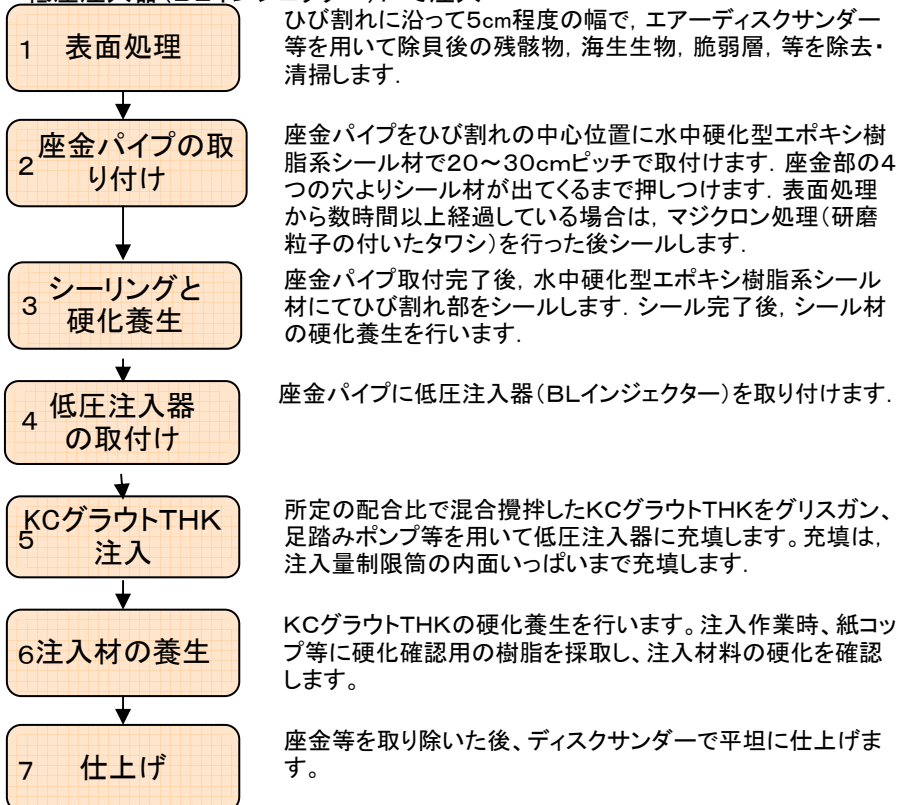 低圧注入器(BLインジェクター)にて注入
1 表面処理
ひび割れに沿って5cm程度の幅で,エアーディスクサンダー
等を用いて除貝後の残骸物,海生生物,脆弱層,等を除去・
清掃します.
2 座金パイプの取
り付け
座金パイプをひび割れの中心位置に水中硬化型エポキシ樹
脂系シール材で20~30cmピッチで取付けます.座金部の4
つの穴よりシール材が出てくるまで押しつけます.表面処理
から数時間以上経過している場合は,マジクロン処理(研磨
粒子の付いたタワシ)を行った後シールします.
3 シーリングと
硬化養生
座金パイプ取付完了後,水中硬化型エポキシ樹脂系シール
材にてひび割れ部をシールします.シール完了後,シール材
の硬化養生を行います.
4 低圧注入器
の取付け
座金パイプに低圧注入器(BLインジェクター)を取り付けます.
5 KCグラウトTHK
注入
所定の配合比で混合攪拌したKCグラウトTHKをグリスガン、
足踏みポンプ等を用いて低圧注入器に充填します。充填は,
注入量制限筒の内面いっぱいまで充填します.
6注入材の養生
KCグラウトTHKの硬化養生を行います。注入作業時、紙コッ
プ等に硬化確認用の樹脂を採取し、注入材料の硬化を確認
します。
7 仕上げ
座金等を取り除いた後、ディスクサンダーで平坦に仕上げま
す。